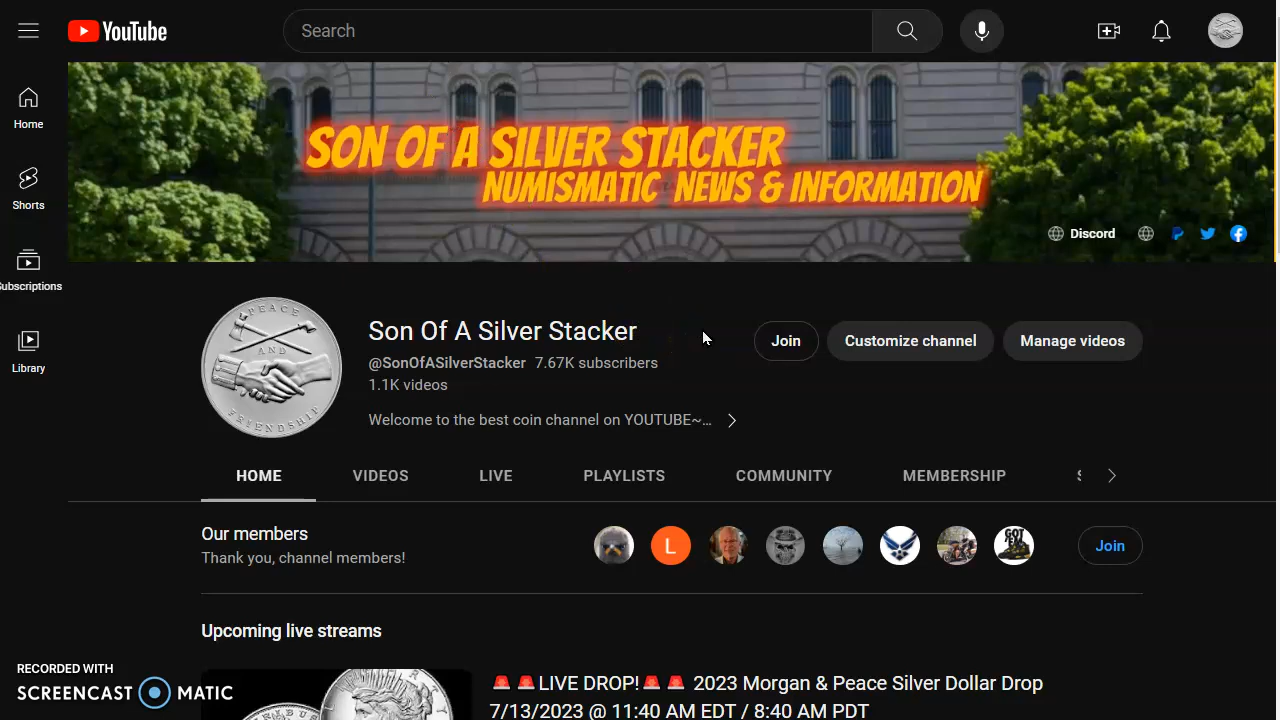 YouTube
Search
Home
Shorts
Subscriptions
Library
SON OF A SILVER STACKER
NUMISMATIC NEWS & INFORMATION
Discord
PEACE
AND
FRIENDSHIP
Son Of A Silver Stacker
@SonOfASilverStacker 7.67K subscribers
1.1K videos
Welcome to the best coin channel on YOUTUBE~...
Join
Customize channel
Manage videos
HOME VIDEOS LIVE PLAYLISTS COMMUNITY MEMBERSHIP
Our members
Thank you, channel members!
L
Join
Upcoming live streams
🚨🚨LIVE DROP!🚨🚨 2023 Morgan & Peace Silver Dollar Drop
7/13/2023 @ 11:40 AM EDT / 8:40 AM PDT
RECORDED WITH
SCREENCAST MATIC